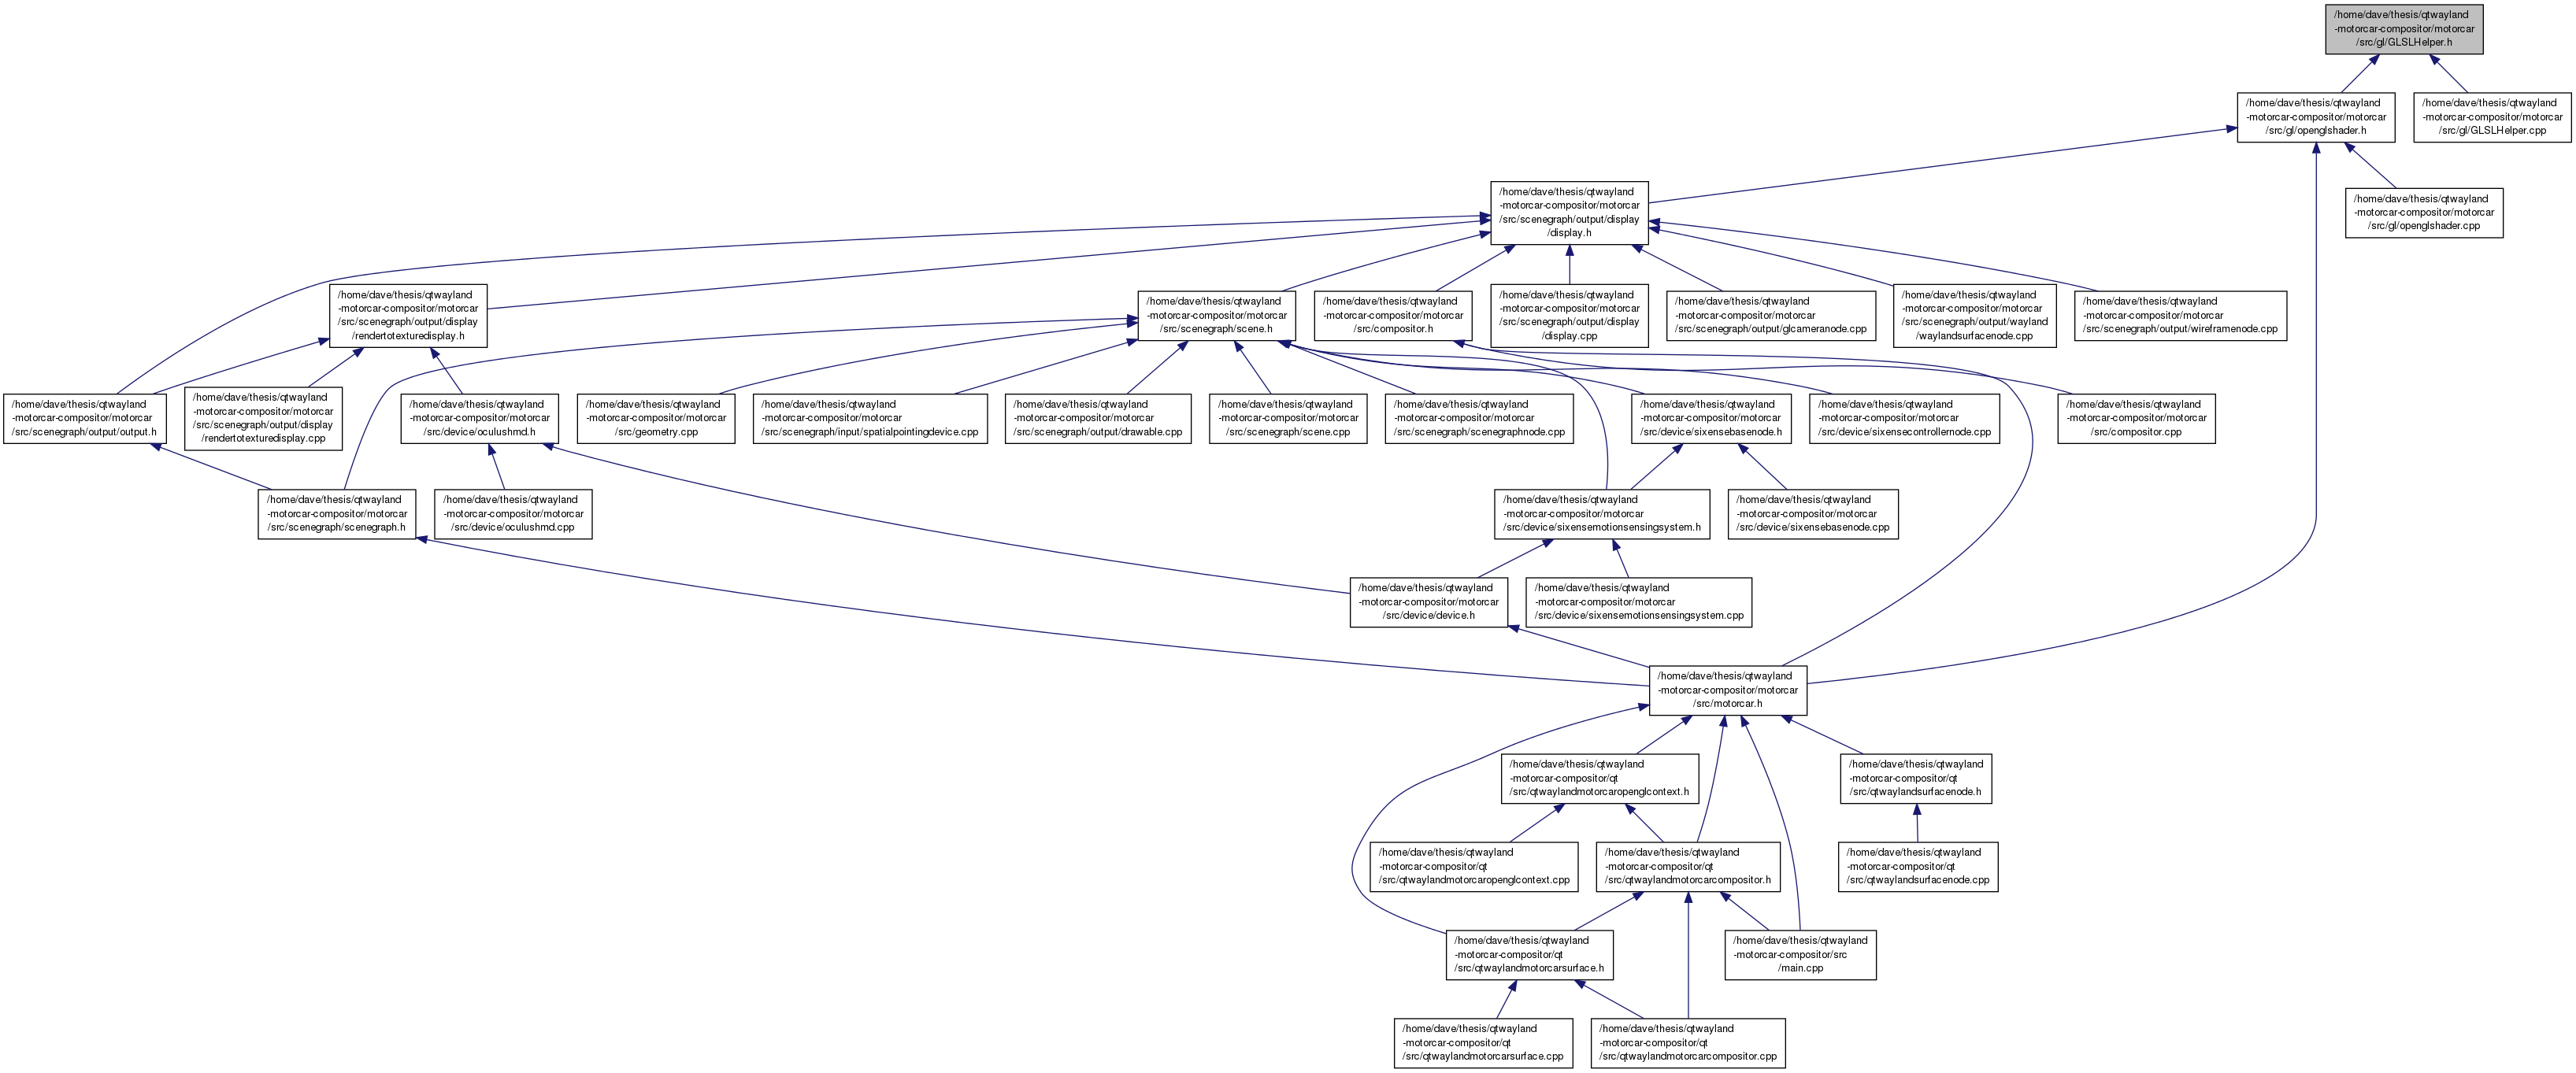 /home/dave/thesis/qtwayland
-motorcar-compositor/motorcar
/src/gl/GLSLHelper.h
/home/dave/thesis/qtwayland
-motorcar-compositor/motorcar
/src/gl/openglshader.h
/home/dave/thesis/qtwayland
-motorcar-compositor/motorcar
/src/gl/GLSLHelper.cpp
/home/dave/thesis/qtwayland
-motorcar-compositor/motorcar
/src/scenegraph/output/display
/display.h
/home/dave/thesis/qtwayland
-motorcar-compositor/motorcar
/src/gl/openglshader.cpp
/home/dave/thesis/qtwayland
-motorcar-compositor/motorcar
/src/scenegraph/output/display
/rendertotexturedisplay.h
/home/dave/thesis/qtwayland
-motorcar-compositor/motorcar
/src/scenegraph/scene.h
/home/dave/thesis/qtwayland
-motorcar-compositor/motorcar
/src/compositor.h
/home/dave/thesis/qtwayland
-motorcar-compositor/motorcar
/src/scenegraph/output/display
/display.cpp
/home/dave/thesis/qtwayland
-motorcar-compositor/motorcar
/src/scenegraph/output/glcameranode.cpp
/home/dave/thesis/qtwayland
-motorcar-compositor/motorcar
/src/scenegraph/output/wayland
/waylandsurfacenode.cpp
/home/dave/thesis/qtwayland
-motorcar-compositor/motorcar
/src/scenegraph/output/wireframenode.cpp
/home/dave/thesis/qtwayland
-motorcar-compositor/motorcar
/src/scenegraph/output/output.h
/home/dave/thesis/qtwayland
-motorcar-compositor/motorcar
/src/scenegraph/output/display
/rendertotexturedisplay.cpp
/home/dave/thesis/qtwayland
-motorcar-compositor/motorcar
/src/device/oculushmd.h
/home/dave/thesis/qtwayland
-motorcar-compositor/motorcar
/src/geometry.cpp
/home/dave/thesis/qtwayland
-motorcar-compositor/motorcar
/src/scenegraph/input/spatialpointingdevice.cpp
/home/dave/thesis/qtwayland
-motorcar-compositor/motorcar
/src/scenegraph/output/drawable.cpp
/home/dave/thesis/qtwayland
-motorcar-compositor/motorcar
/src/scenegraph/scene.cpp
/home/dave/thesis/qtwayland
-motorcar-compositor/motorcar
/src/scenegraph/scenegraphnode.cpp
/home/dave/thesis/qtwayland
-motorcar-compositor/motorcar
/src/device/sixensebasenode.h
/home/dave/thesis/qtwayland
-motorcar-compositor/motorcar
/src/device/sixensecontrollernode.cpp
/home/dave/thesis/qtwayland
-motorcar-compositor/motorcar
/src/compositor.cpp
/home/dave/thesis/qtwayland
-motorcar-compositor/motorcar
/src/scenegraph/scenegraph.h
/home/dave/thesis/qtwayland
-motorcar-compositor/motorcar
/src/device/oculushmd.cpp
/home/dave/thesis/qtwayland
-motorcar-compositor/motorcar
/src/device/sixensemotionsensingsystem.h
/home/dave/thesis/qtwayland
-motorcar-compositor/motorcar
/src/device/sixensebasenode.cpp
/home/dave/thesis/qtwayland
-motorcar-compositor/motorcar
/src/device/device.h
/home/dave/thesis/qtwayland
-motorcar-compositor/motorcar
/src/device/sixensemotionsensingsystem.cpp
/home/dave/thesis/qtwayland
-motorcar-compositor/motorcar
/src/motorcar.h
/home/dave/thesis/qtwayland
-motorcar-compositor/qt
/src/qtwaylandmotorcaropenglcontext.h
/home/dave/thesis/qtwayland
-motorcar-compositor/qt
/src/qtwaylandsurfacenode.h
/home/dave/thesis/qtwayland
-motorcar-compositor/qt
/src/qtwaylandmotorcaropenglcontext.cpp
/home/dave/thesis/qtwayland
-motorcar-compositor/qt
/src/qtwaylandmotorcarcompositor.h
/home/dave/thesis/qtwayland
-motorcar-compositor/qt
/src/qtwaylandsurfacenode.cpp
/home/dave/thesis/qtwayland
-motorcar-compositor/qt
/src/qtwaylandmotorcarsurface.h
/home/dave/thesis/qtwayland
-motorcar-compositor/src
/main.cpp
/home/dave/thesis/qtwayland
-motorcar-compositor/qt
/src/qtwaylandmotorcarsurface.cpp
/home/dave/thesis/qtwayland
-motorcar-compositor/qt
/src/qtwaylandmotorcarcompositor.cpp